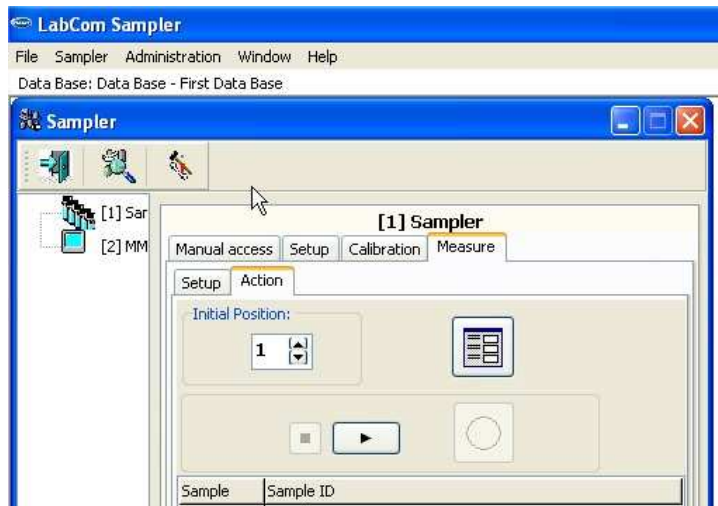 LabCom Sampler
File Sampler Administration Window Help
Data Base: Data Base - First Data Base
Sampler
[1] Sar
[2] MM
[1] Sampler
Manual access Setup Calibration Measure
Setup Action
Initial Position:
1
Sample Sample ID